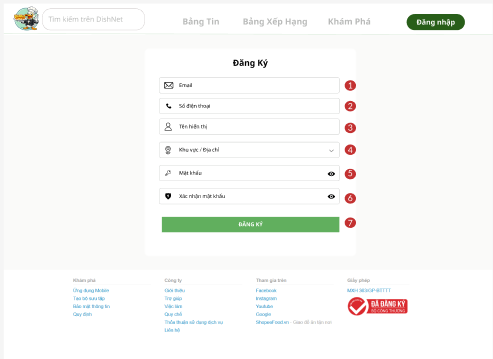 Tìm kiếm trên DishNet
Bảng Tin
Bảng Xếp Hạng
Khám Phá
Đăng nhập
Đăng Ký
Email
1
Số điện thoại
2
Tên hiện thị
3
Khu vực / Địa chỉ
4
Mật khẩu
5
Xác nhận mật khẩu
6
ĐĂNG KÝ
7
Khám phá
Công ty
Tham gia trên
Giấy phép
Ứng dụng Mobile
Giới thiệu
Facebook
Tạo bộ sưu tập
Trợ giúp
Instagram
Bảo mật thông tin
Việc làm
Youtube
Quy định
Quy chế
Google
Thỏa thuận sử dụng dịch vụ
ShopeeFood.vn - Giao đồ ăn tận nơi
Liên hệ
ĐÃ ĐĂNG KÝ
BỘ CÔNG THƯƠNG